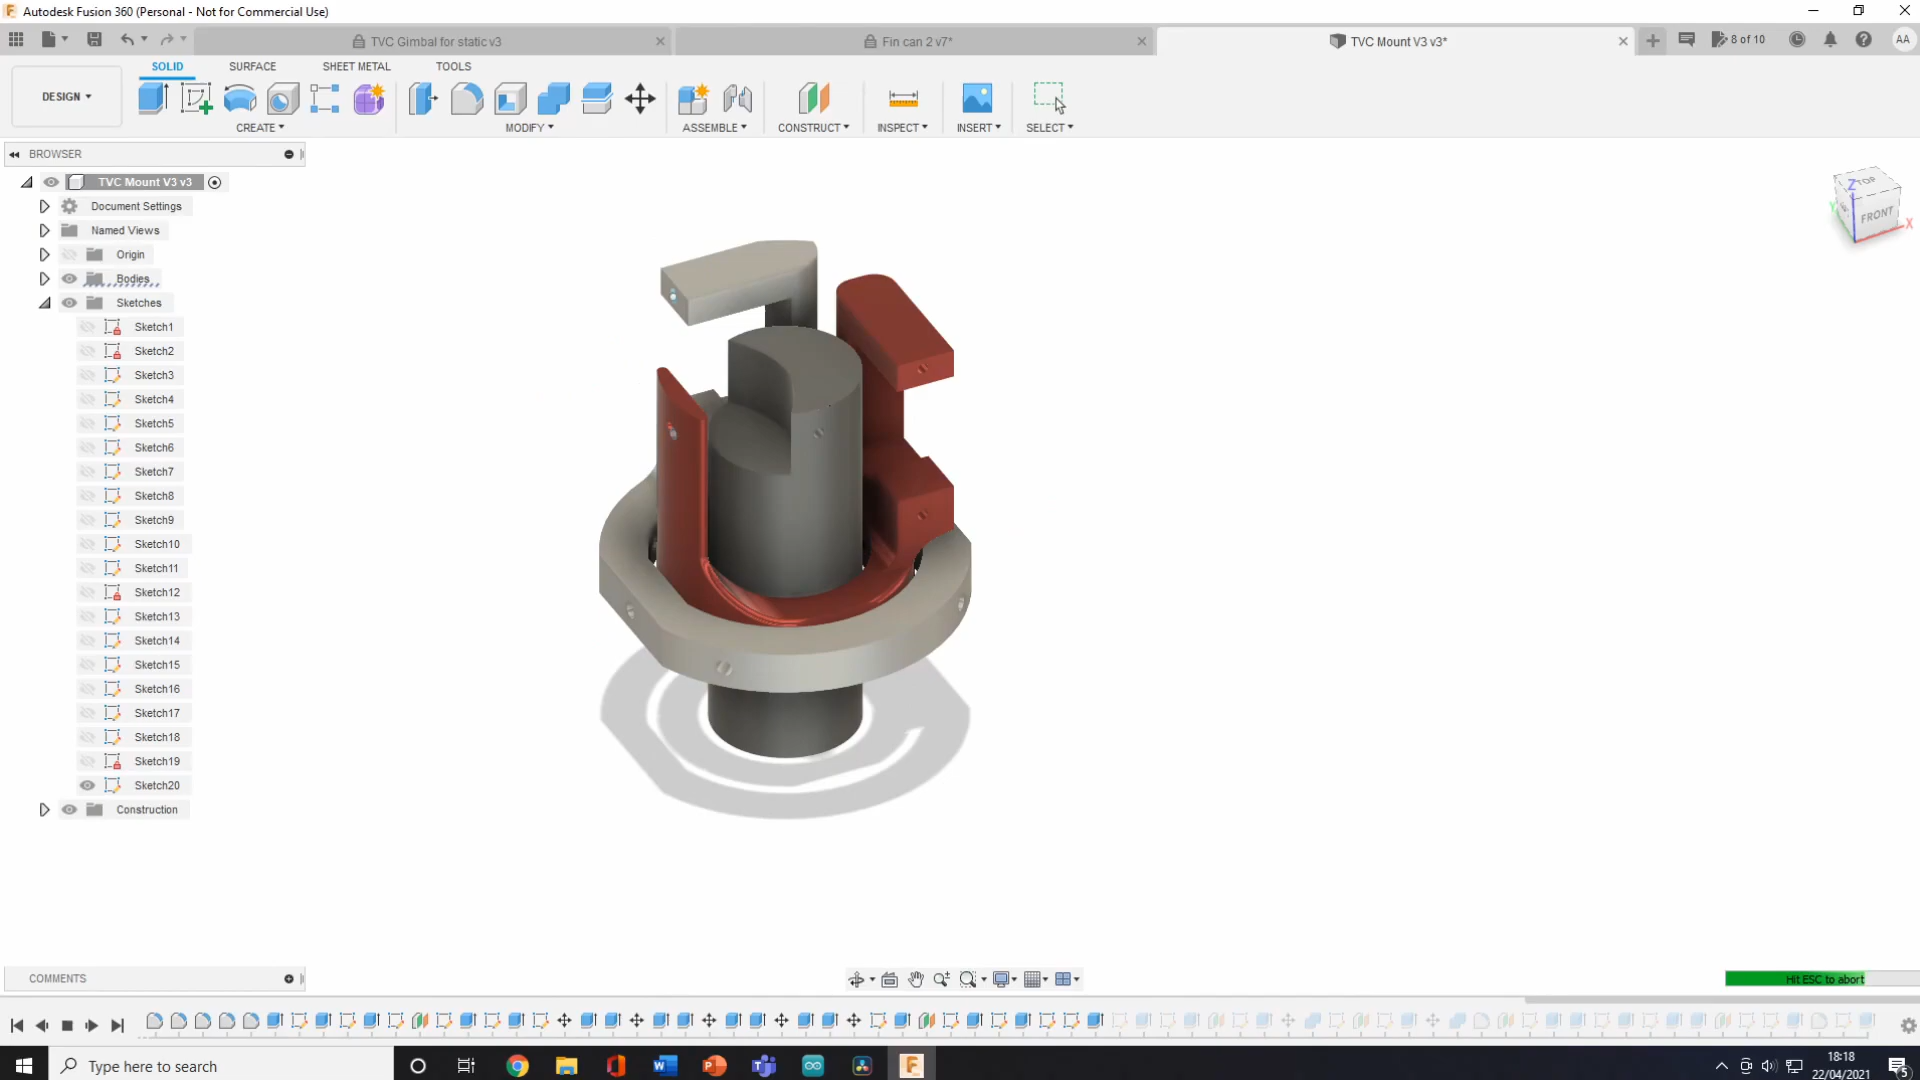 Autodesk Fusion 360 (Personal - Not for Commercial Use)
TVC Gimbal for static v3
Fin can 2 v7*
TVC Mount V3 v3*
8 of 10
AA
DESIGN
SOLID
SURFACE
SHEET METAL
TOOLS
CREATE
MODIFY
ASSEMBLE
CONSTRUCT
INSPECT
INSERT
SELECT
BROWSER
TVC Mount V3 v3
Document Settings
Named Views
Origin
Bodies
Sketches
Sketch1
Sketch2
Sketch3
Sketch4
Sketch5
Sketch6
Sketch7
Sketch8
Sketch9
Sketch10
Sketch11
Sketch12
Sketch13
Sketch14
Sketch15
Sketch16
Sketch17
Sketch18
Sketch19
Sketch20
Construction
TOP
FRONT
Z
X
Y
COMMENTS
Hit ESC to abort
Type here to search
18:18
22/04/2021
5